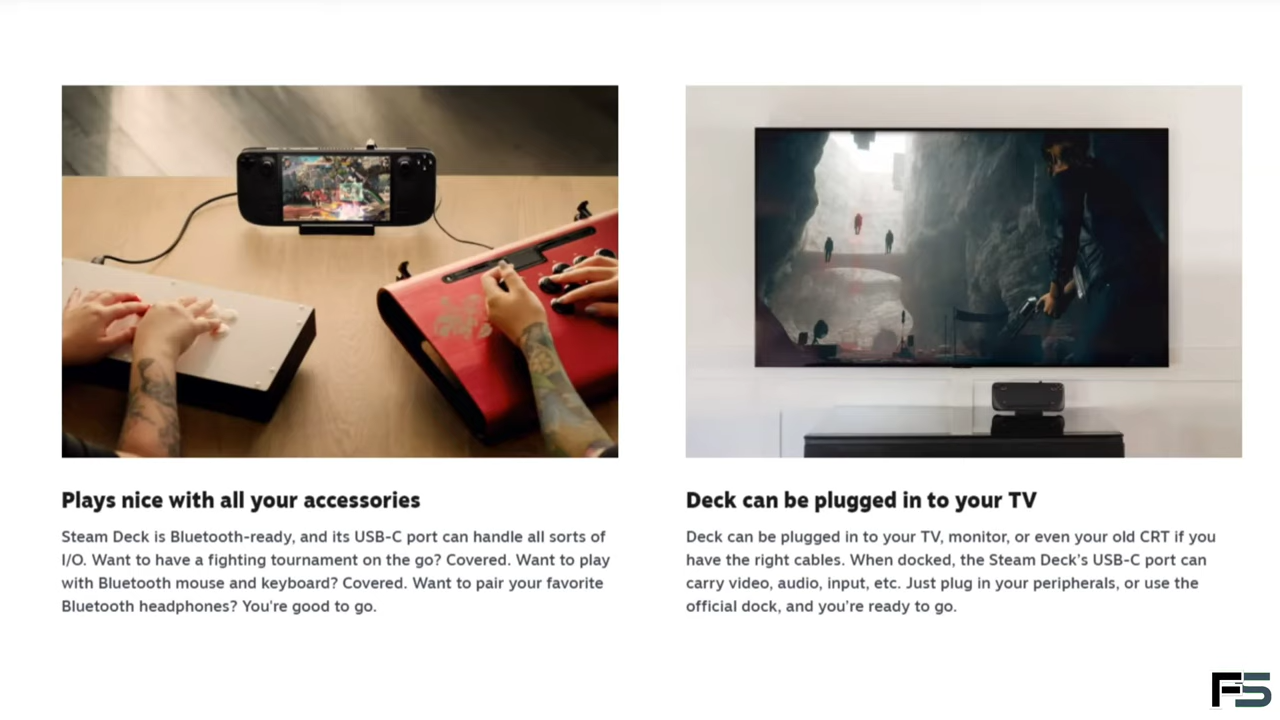 Plays nice with all your accessories
Steam Deck is Bluetooth-ready, and its USB-C port can handle all sorts of
I/O. Want to have a fighting tournament on the go? Covered. Want to play
with Bluetooth mouse and keyboard? Covered. Want to pair your favorite
Bluetooth headphones? You're good to go.
Deck can be plugged in to your TV
Deck can be plugged in to your TV, monitor, or even your old CRT if you
have the right cables. When docked, the Steam Deck's USB-C port can
carry video, audio, input, etc. Just plug in your peripherals, or use the
official dock, and you're ready to go.
FS